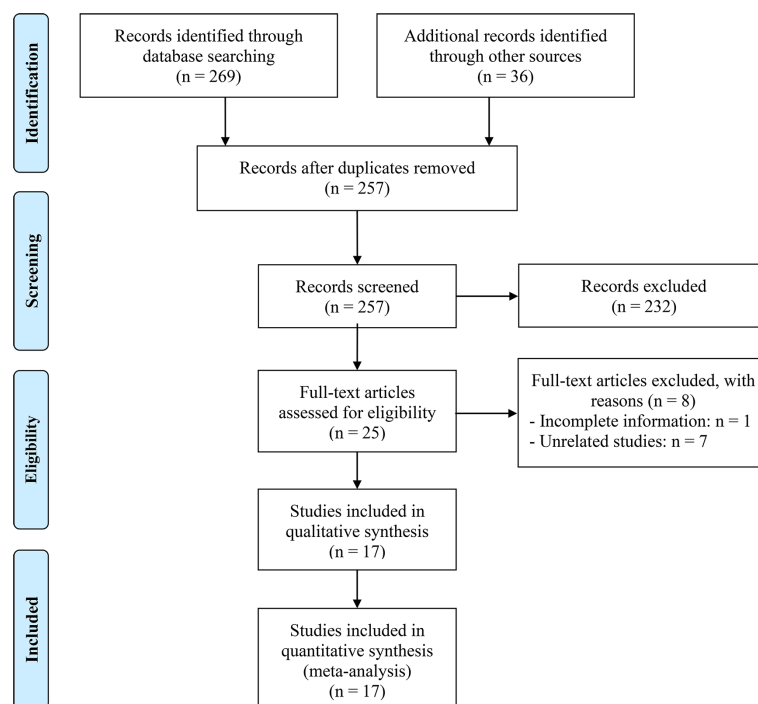 Identification
Records identified through
database searching
(n = 269)
Additional records identified
through other sources
(n = 36)
Records after duplicates removed
(n = 257)
Screening
Records screened
(n = 257)
Records excluded
(n = 232)
Eligibility
Full-text articles
assessed for eligibility
(n = 25)
Full-text articles excluded, with
reasons (n = 8)
- Incomplete information: n = 1
- Unrelated studies: n = 7
Studies included in
qualitative synthesis
(n = 17)
Included
Studies included in
quantitative synthesis
(meta-analysis)
(n = 17)